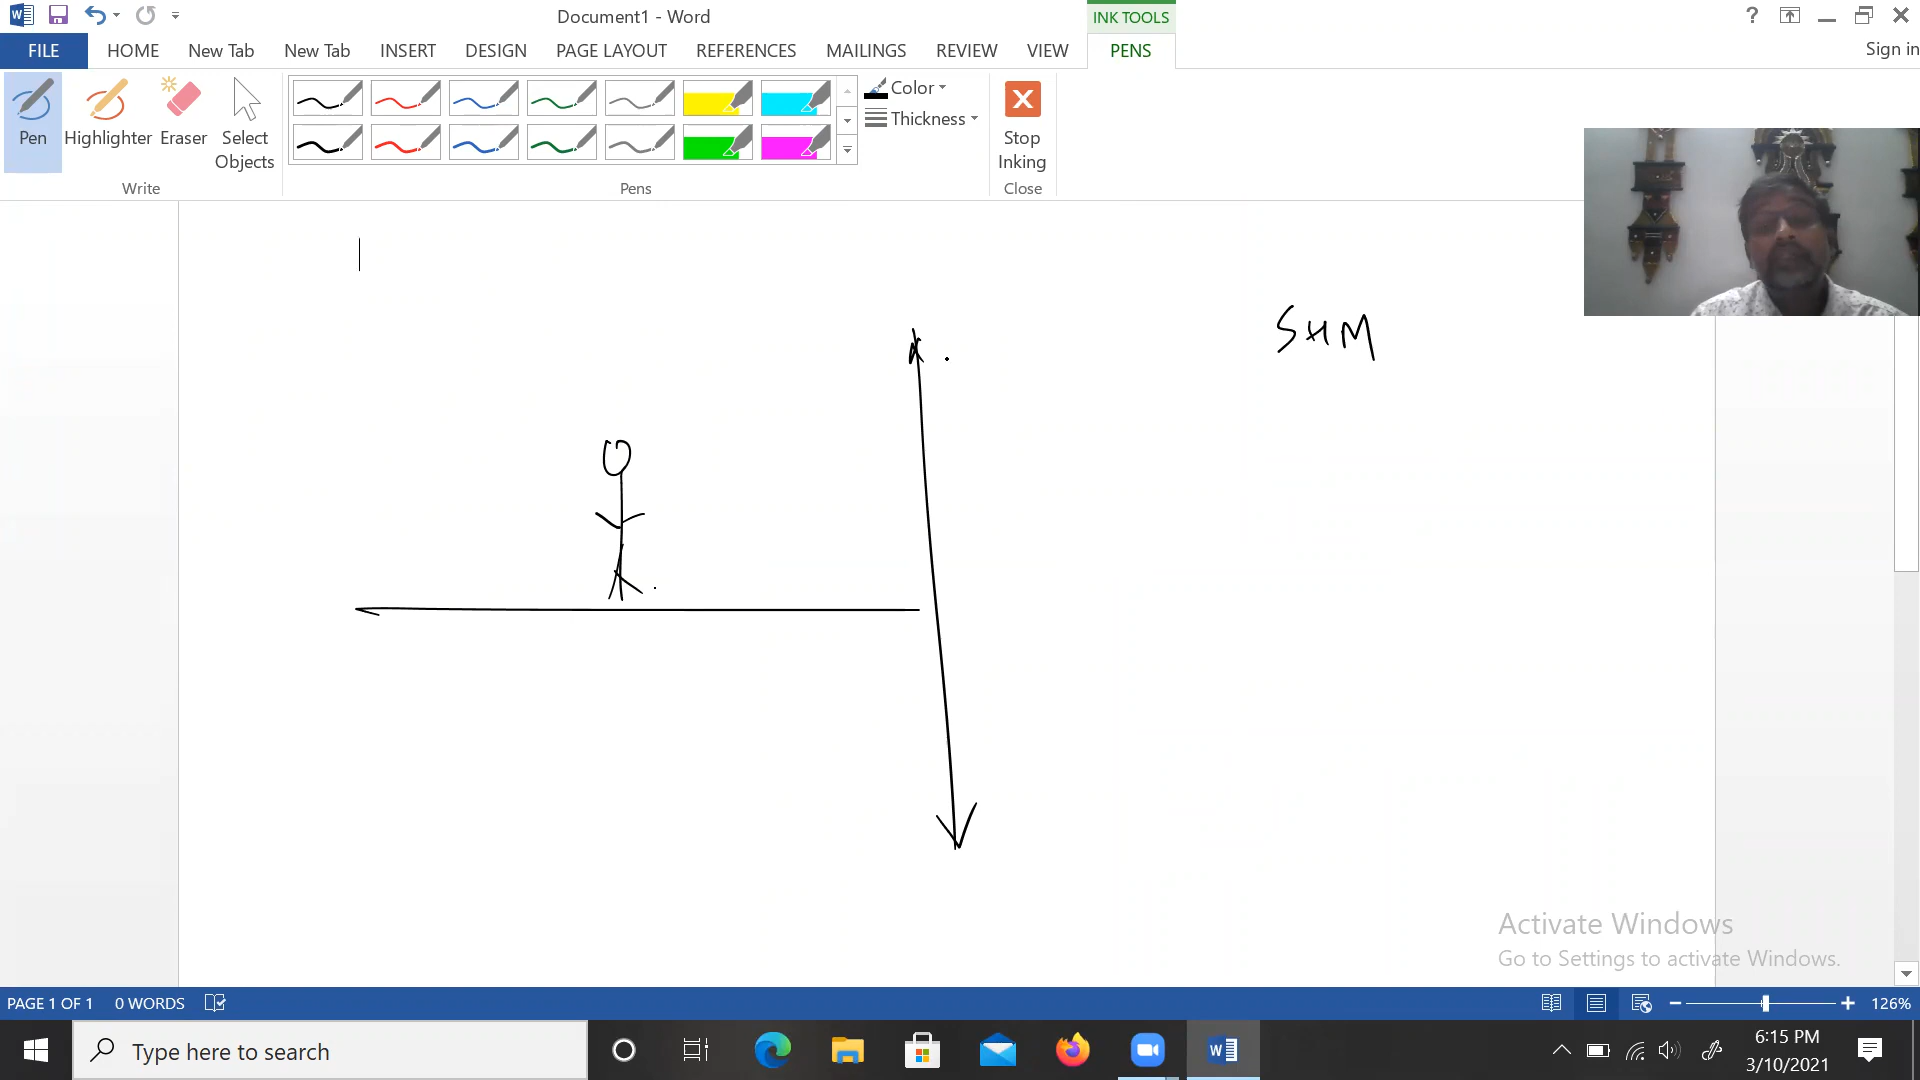 Document1 - Word
INK TOOLS
?
FILE
HOME
New Tab
New Tab
INSERT
DESIGN
PAGE LAYOUT
REFERENCES
MAILINGS
REVIEW
VIEW
PENS
Sign in
Pen
Highlighter
Eraser
Select
Objects
Color
Thickness
Stop
Inking
Write
Pens
Close
SHM
Activate Windows
Go to Settings to activate Windows.
PAGE 1 OF 1
0 WORDS
126%
Type here to search
6:15 PM
3/10/2021